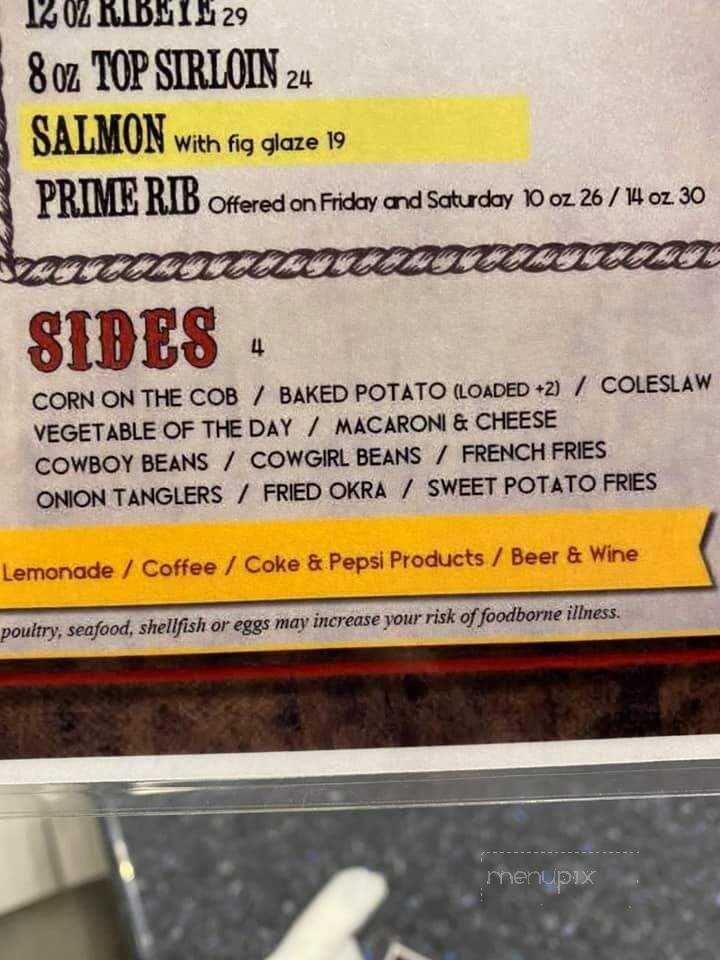 12 OZ RIBEYE 29
8 OZ TOP SIRLOIN 24
SALMON With fig glaze 19
PRIME RIB Offered on Friday and Saturday 10 oz 26 / 14 oz 30
SIDES 4
CORN ON THE COB / BAKED POTATO (LOADED +2) / COLESLAW
VEGETABLE OF THE DAY / MACARONI & CHEESE
COWBOY BEANS / COWGIRL BEANS / FRENCH FRIES
ONION TANGLERS / FRIED OKRA / SWEET POTATO FRIES
Lemonade / Coffee / Coke & Pepsi Products / Beer & Wine
poultry, seafood, shellfish or eggs may increase your risk of foodborne illness.
menupix